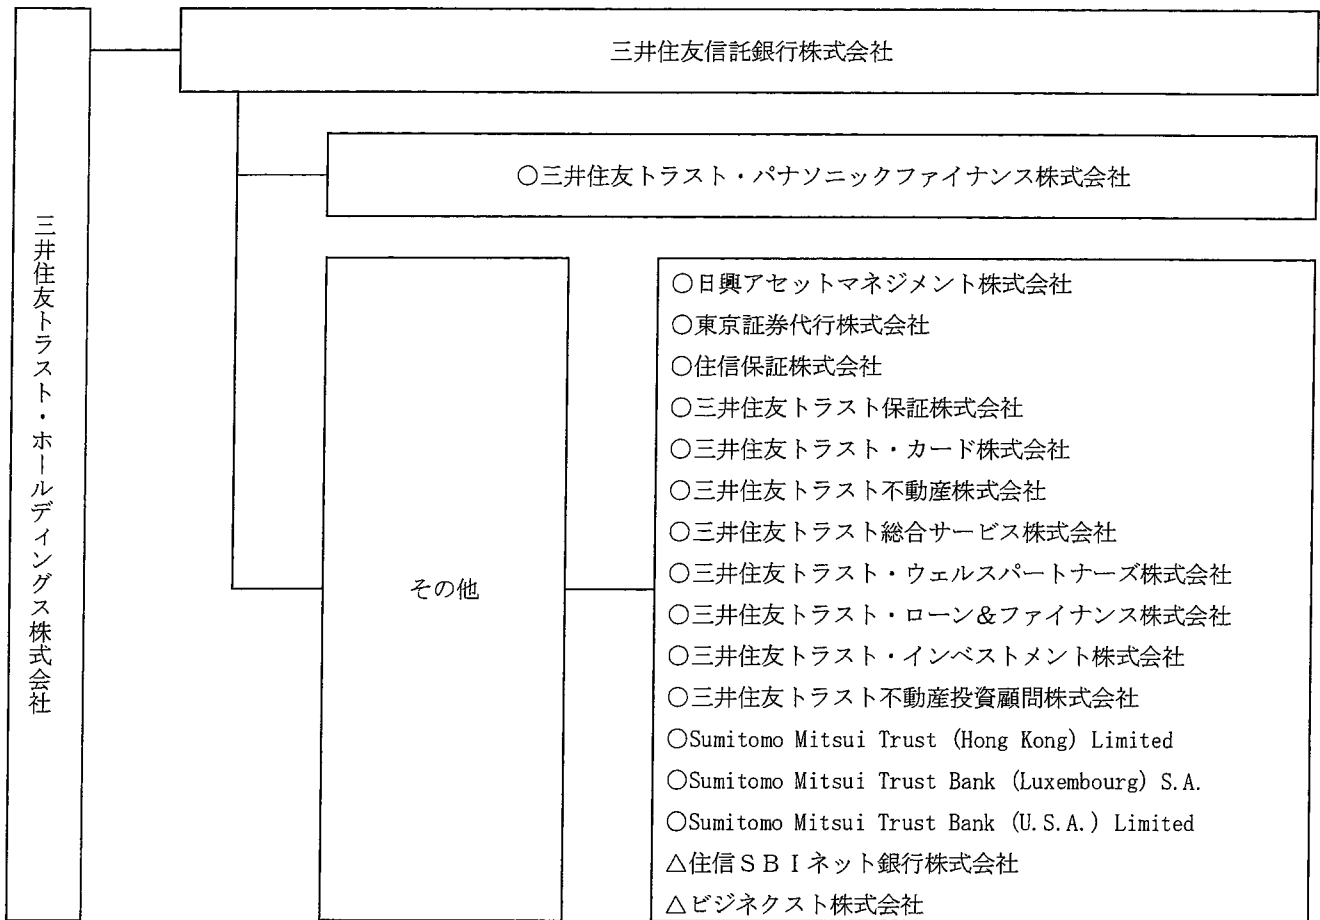 三井住友トラスト・ホールディングス株式会社
三井住友信託銀行株式会社
○三井住友トラスト・パナソニックファイナンス株式会社
その他
○日興アセットマネジメント株式会社
○東京証券代行株式会社
○住信保証株式会社
○三井住友トラスト保証株式会社
○三井住友トラスト・カード株式会社
○三井住友トラスト不動産株式会社
○三井住友トラスト総合サービス株式会社
○三井住友トラスト・ウェルスパートナーズ株式会社
○三井住友トラスト・ローン&ファイナンス株式会社
○三井住友トラスト・インベストメント株式会社
○三井住友トラスト不動産投資顧問株式会社
○Sumitomo Mitsui Trust (Hong Kong) Limited
○Sumitomo Mitsui Trust Bank (Luxembourg) S.A.
○Sumitomo Mitsui Trust Bank (U.S.A.) Limited
△住信SBIネット銀行株式会社
△ビジネクスト株式会社